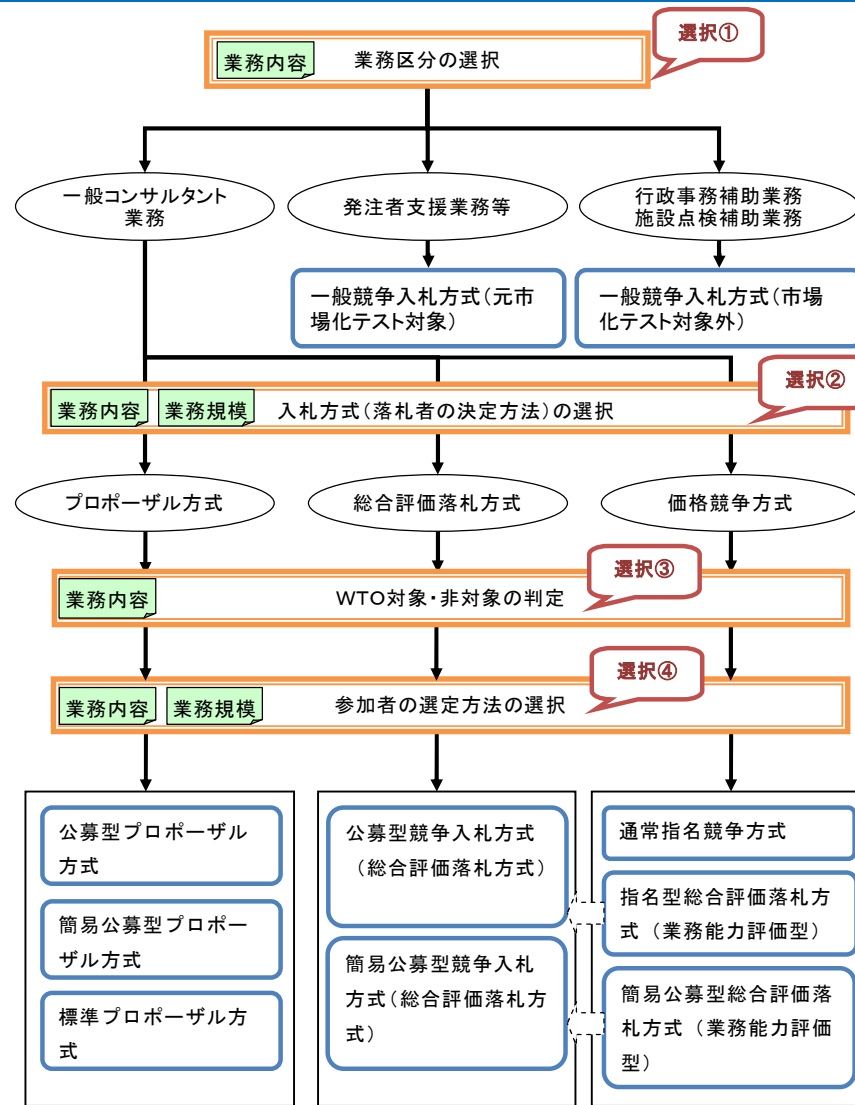 選択①
業務内容
業務区分の選択
一般コンサルタント
業務
発注者支援業務等
行政事務補助業務
施設点検補助業務
一般競争入札方式(元市
場化テスト対象)
一般競争入札方式(市場
化テスト対象外)
選択②
業務内容
業務規模
入札方式(落札者の決定方法)の選択
プロポーザル方式
総合評価落札方式
価格競争方式
選択③
業務内容
WTO対象・非対象の判定
選択④
業務内容
業務規模
参加者の選定方法の選択
公募型プロポーザル
方式
簡易公募型プロポー
ザル方式
標準プロポーザル方
式
公募型競争入札方式
(総合評価落札方式)
簡易公募型競争入札
方式(総合評価落札方
式)
通常指名競争方式
指名型総合評価落札方
式(業務能力評価型)
簡易公募型総合評価落
札方式(業務能力評価
型)